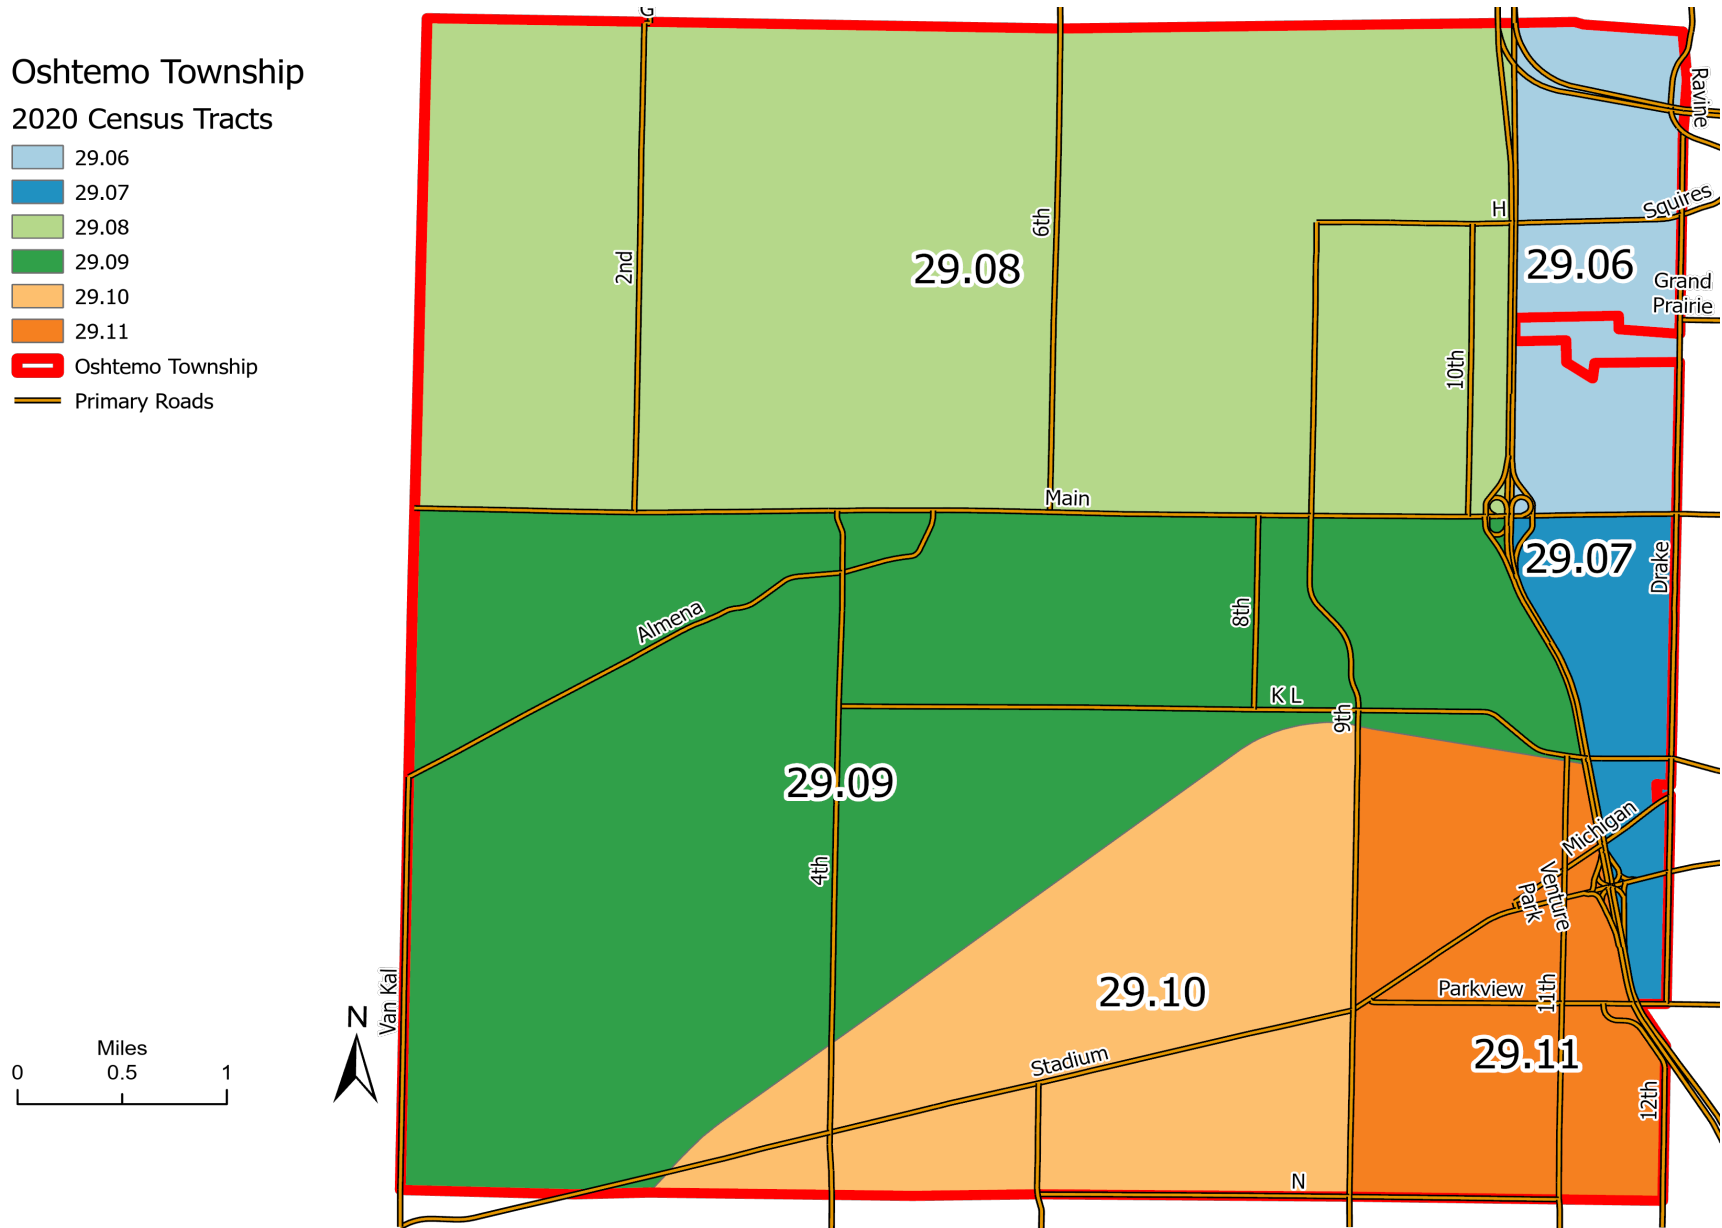 Oshtemo Township
2020 Census Tracts
29.06
29.07
29.08
29.09
29.10
29.11
Oshtemo Township
Primary Roads
G
Ravine
Squires
H
6th
2nd
29.08
29.06
Grand
Prairie
10th
Main
29.07
Drake
Almena
8th
K L
9th
29.09
Michigan
4th
Venture
Park
Van Kal
29.10
Parkview
11th
N
Miles
0 0.5 1
Stadium
29.11
12th
N